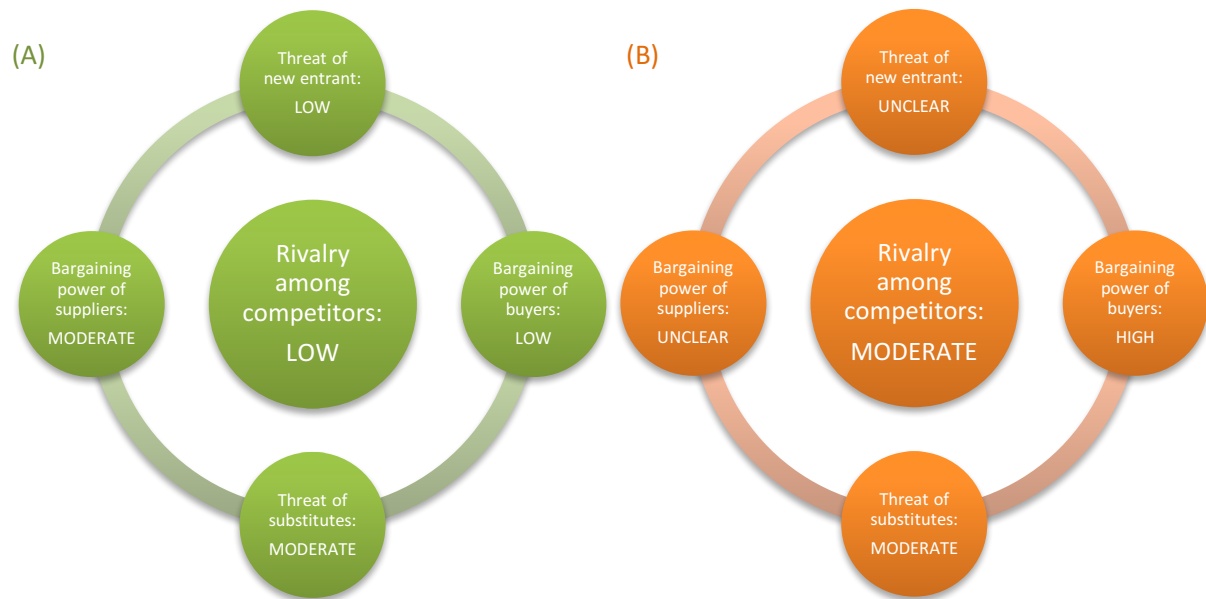 (A)
Threat of
new entrant:
LOW
Bargaining
power of
suppliers:
MODERATE
Rivalry
among
competitors:
LOW
Bargaining
power of
buyers:
LOW
Threat of
substitutes:
MODERATE
(B)
Threat of
new entrant:
UNCLEAR
Bargaining
power of
suppliers:
UNCLEAR
Rivalry
among
competitors:
MODERATE
Bargaining
power of
buyers:
HIGH
Threat of
substitutes:
MODERATE